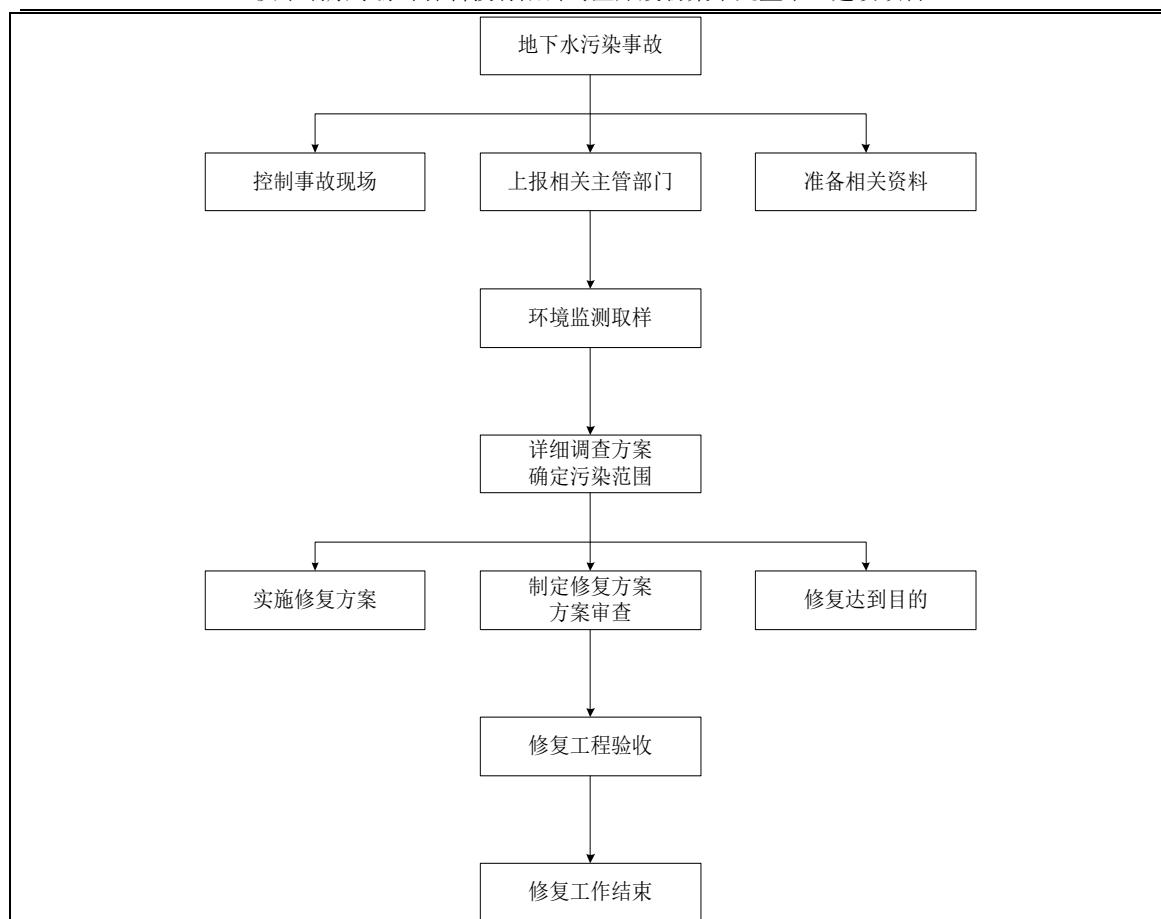 地下水污染事故
控制事故现场
上报相关主管部门
准备相关资料
环境监测取样
详细调查方案
确定污染范围
实施修复方案
制定修复方案
方案审查
修复达到目的
修复工程验收
修复工作结束